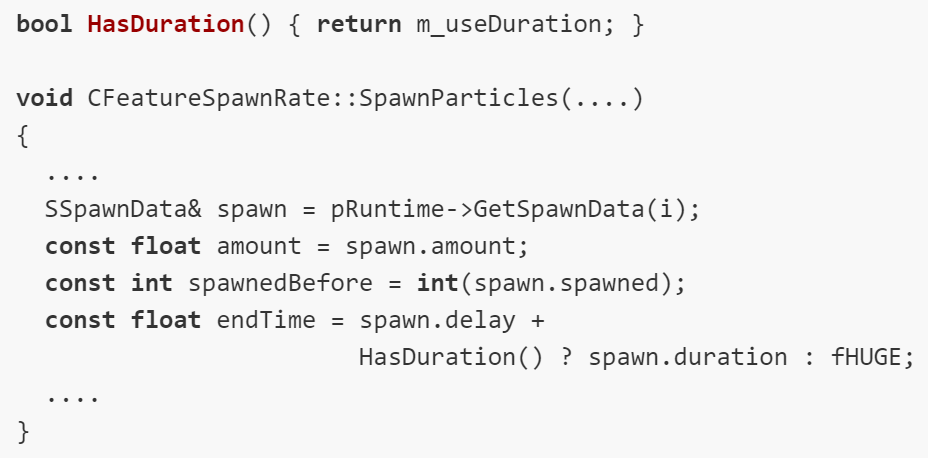 bool HasDuration() { return m_useDuration; }
void CFeatureSpawnRate::SpawnParticles(....)
{
  ....
  SSpawnData& spawn = pRuntime->GetSpawnData(i);
  const float amount = spawn.amount;
  const int spawnedBefore = int(spawn.spawned);
  const float endTime = spawn.delay +
                        HasDuration() ? spawn.duration : fHUGE;
  ....
}